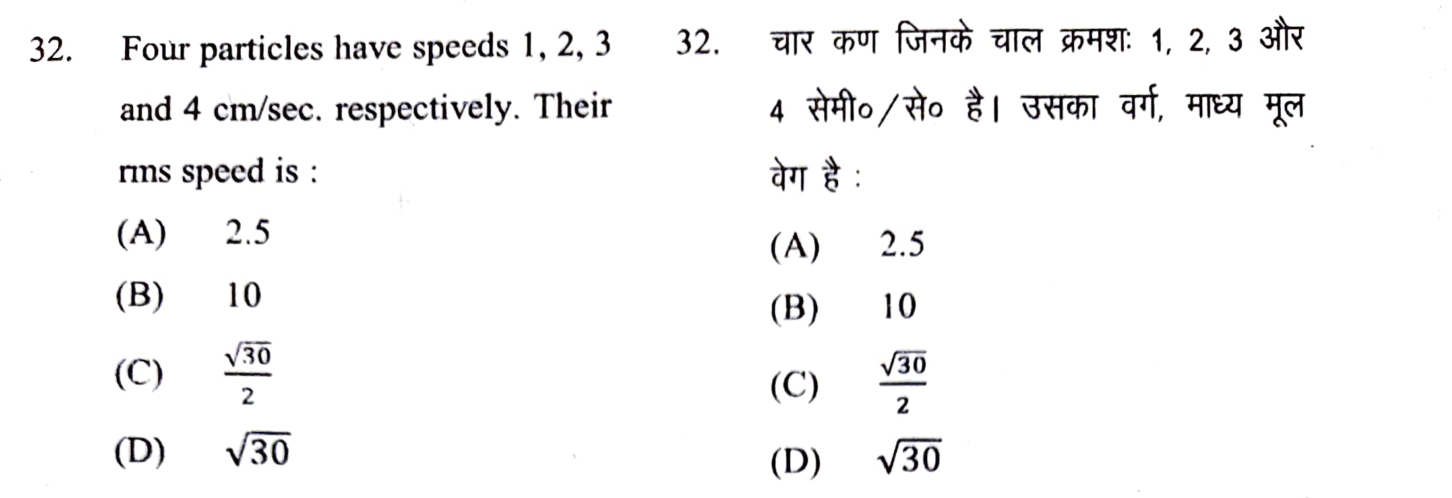 32. Four particles have speeds 1, 2, 3
and 4 cm/sec. respectively. Their
rms speed is :
(A) 2.5
(B) 10
(C) √30/2
(D) √30
32. चार कण जिनके चाल क्रमशः 1, 2, 3 और
4 सेमी०/से० है। उसका वर्ग, माध्य मूल
वेग है :
(A) 2.5
(B) 10
(C) √30/2
(D) √30